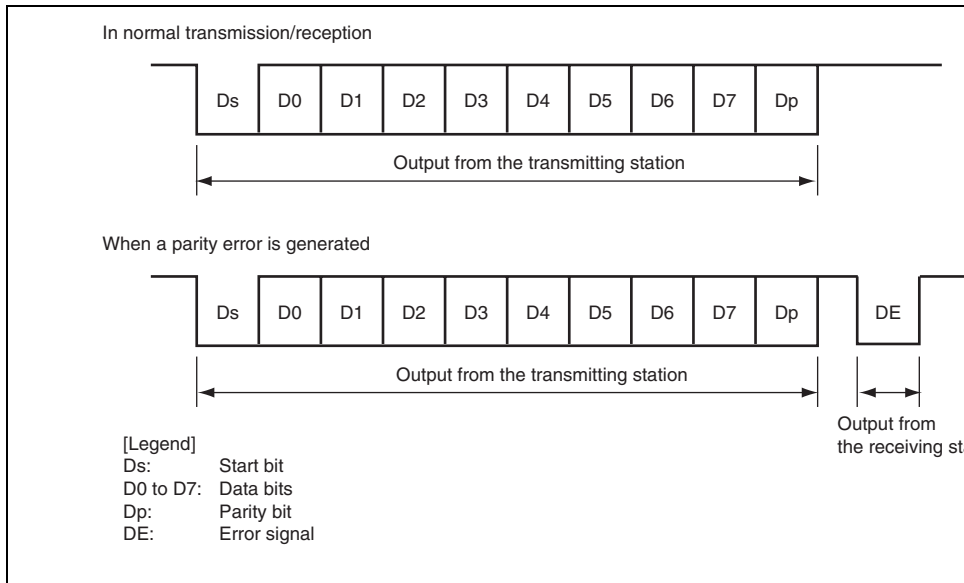 In normal transmission/reception
Ds D0 D1 D2 D3 D4 D5 D6 D7 Dp
Output from the transmitting station
When a parity error is generated
Ds D0 D1 D2 D3 D4 D5 D6 D7 Dp DE
Output from the transmitting station
Output from
the receiving
[Legend]
Ds: Start bit
D0 to D7: Data bits
Dp: Parity bit
DE: Error signal